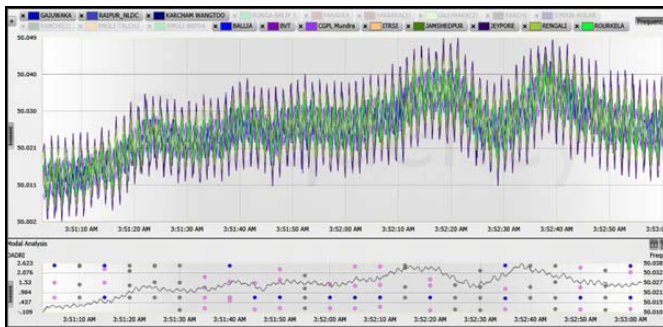 GAZUWAKA RAIPUR_NLDC KARCHAM WANGTOO
BALLIA BVT CGPL Mundra ITRSI JAMSHEDPUR JEYPORE RENGALI ROURKELA
Frequenc
50.049
50.040
50.030
50.021
50.011
50.002
3:51:10 AM 3:51:20 AM 3:51:30 AM 3:51:40 AM 3:51:50 AM 3:52:00 AM 3:52:10 AM 3:52:20 AM 3:52:30 AM 3:52:40 AM 3:52:50 AM 3:53:0
Modal Analysis
DADRI Freq
2.623 50.038
2.076 50.032
1.53 50.027
.984 50.021
.437 50.015
-.109 50.010
3:51:10 AM 3:51:20 AM 3:51:30 AM 3:51:40 AM 3:51:50 AM 3:52:00 AM 3:52:10 AM 3:52:20 AM 3:52:30 AM 3:52:40 AM 3:52:50 AM 3:53:00 AM